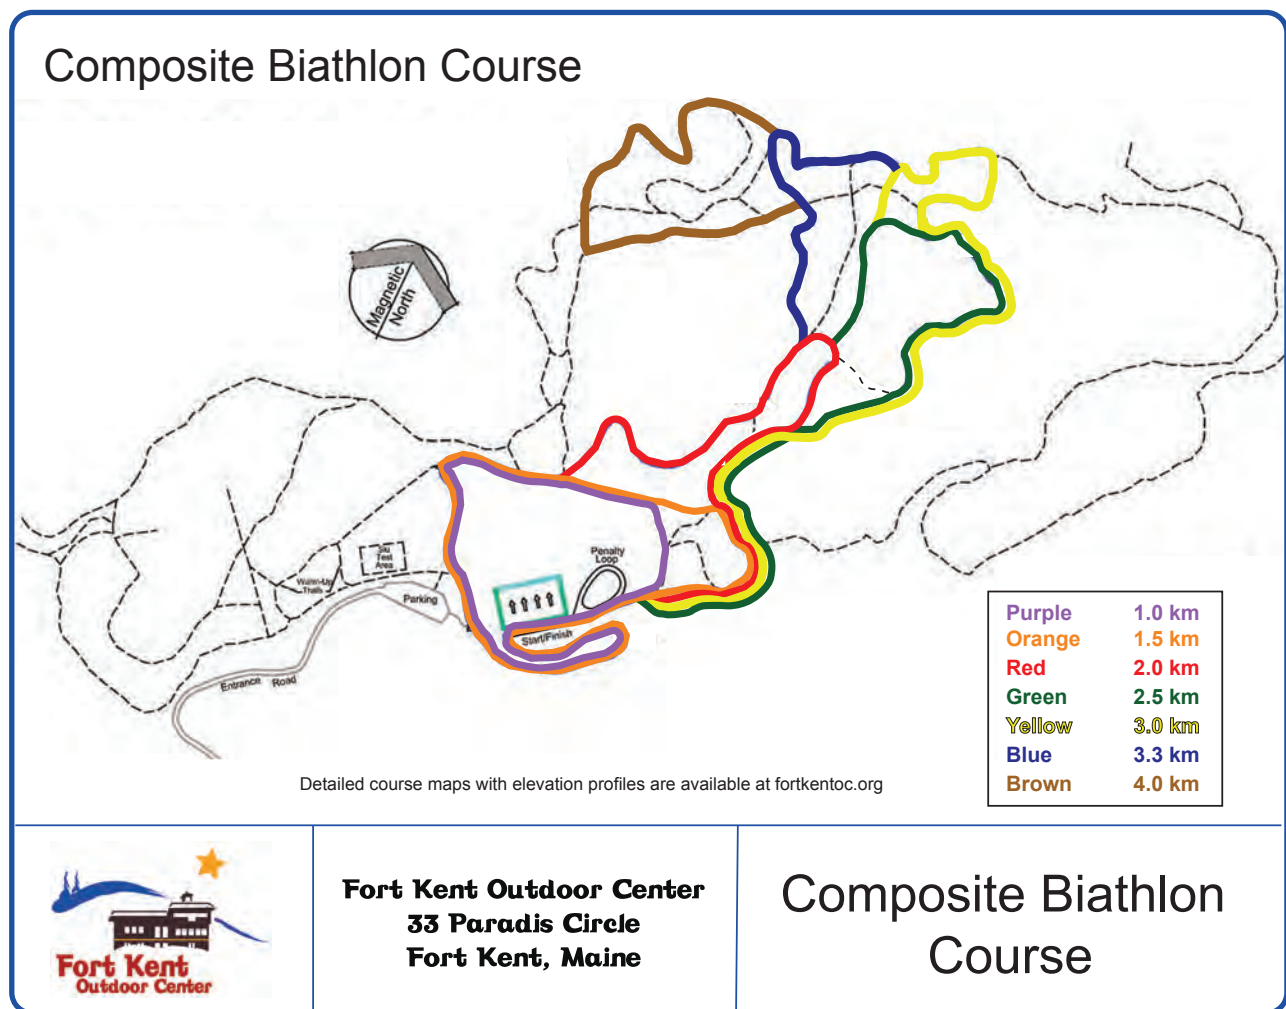 Composite Biathlon Course
Magnetic
North
Ski
Test
Area
Warm-Up
Trails
Parking
Penalty
Loop
Start/Finish
Entrance Road
Purple 1.0 km
Orange 1.5 km
Red 2.0 km
Green 2.5 km
Yellow 3.0 km
Blue 3.3 km
Brown 4.0 km
Detailed course maps with elevation profiles are available at fortkentoc.org
Fort Kent
Outdoor Center
Fort Kent Outdoor Center
33 Paradis Circle
Fort Kent, Maine
Composite Biathlon
Course